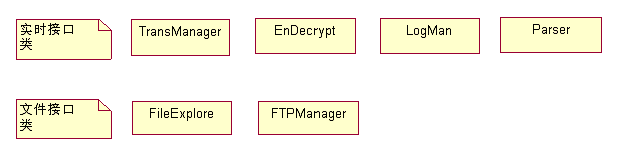 实时接口
类
TransManager
EnDecrypt
LogMan
Parser
文件接口
类
FileExplore
FTPManager